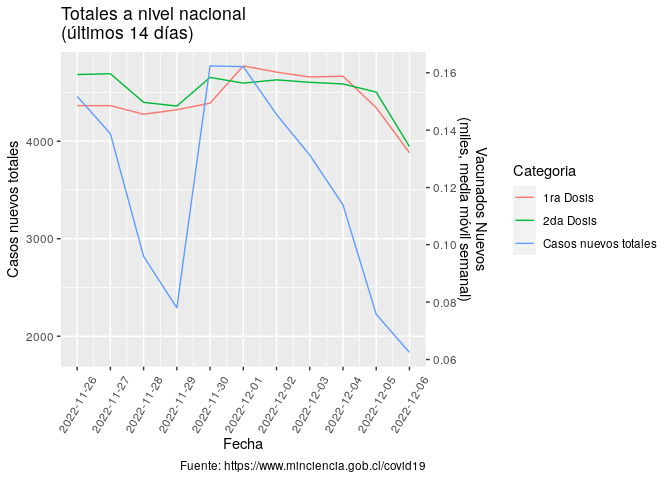 Totales a nivel nacional
(últimos 14 días)
Casos nuevos totales
4000
3000
2000
0.16
0.14
0.12
0.10
0.08
0.06
Vacunados Nuevos
(miles, media móvil semanal)
Categoria
1ra Dosis
2da Dosis
Casos nuevos totales
2022-11-26
2022-11-27
2022-11-28
2022-11-29
2022-11-30
2022-12-01
2022-12-02
2022-12-03
2022-12-04
2022-12-05
2022-12-06
Fecha
Fuente: https://www.minciencia.gob.cl/covid19